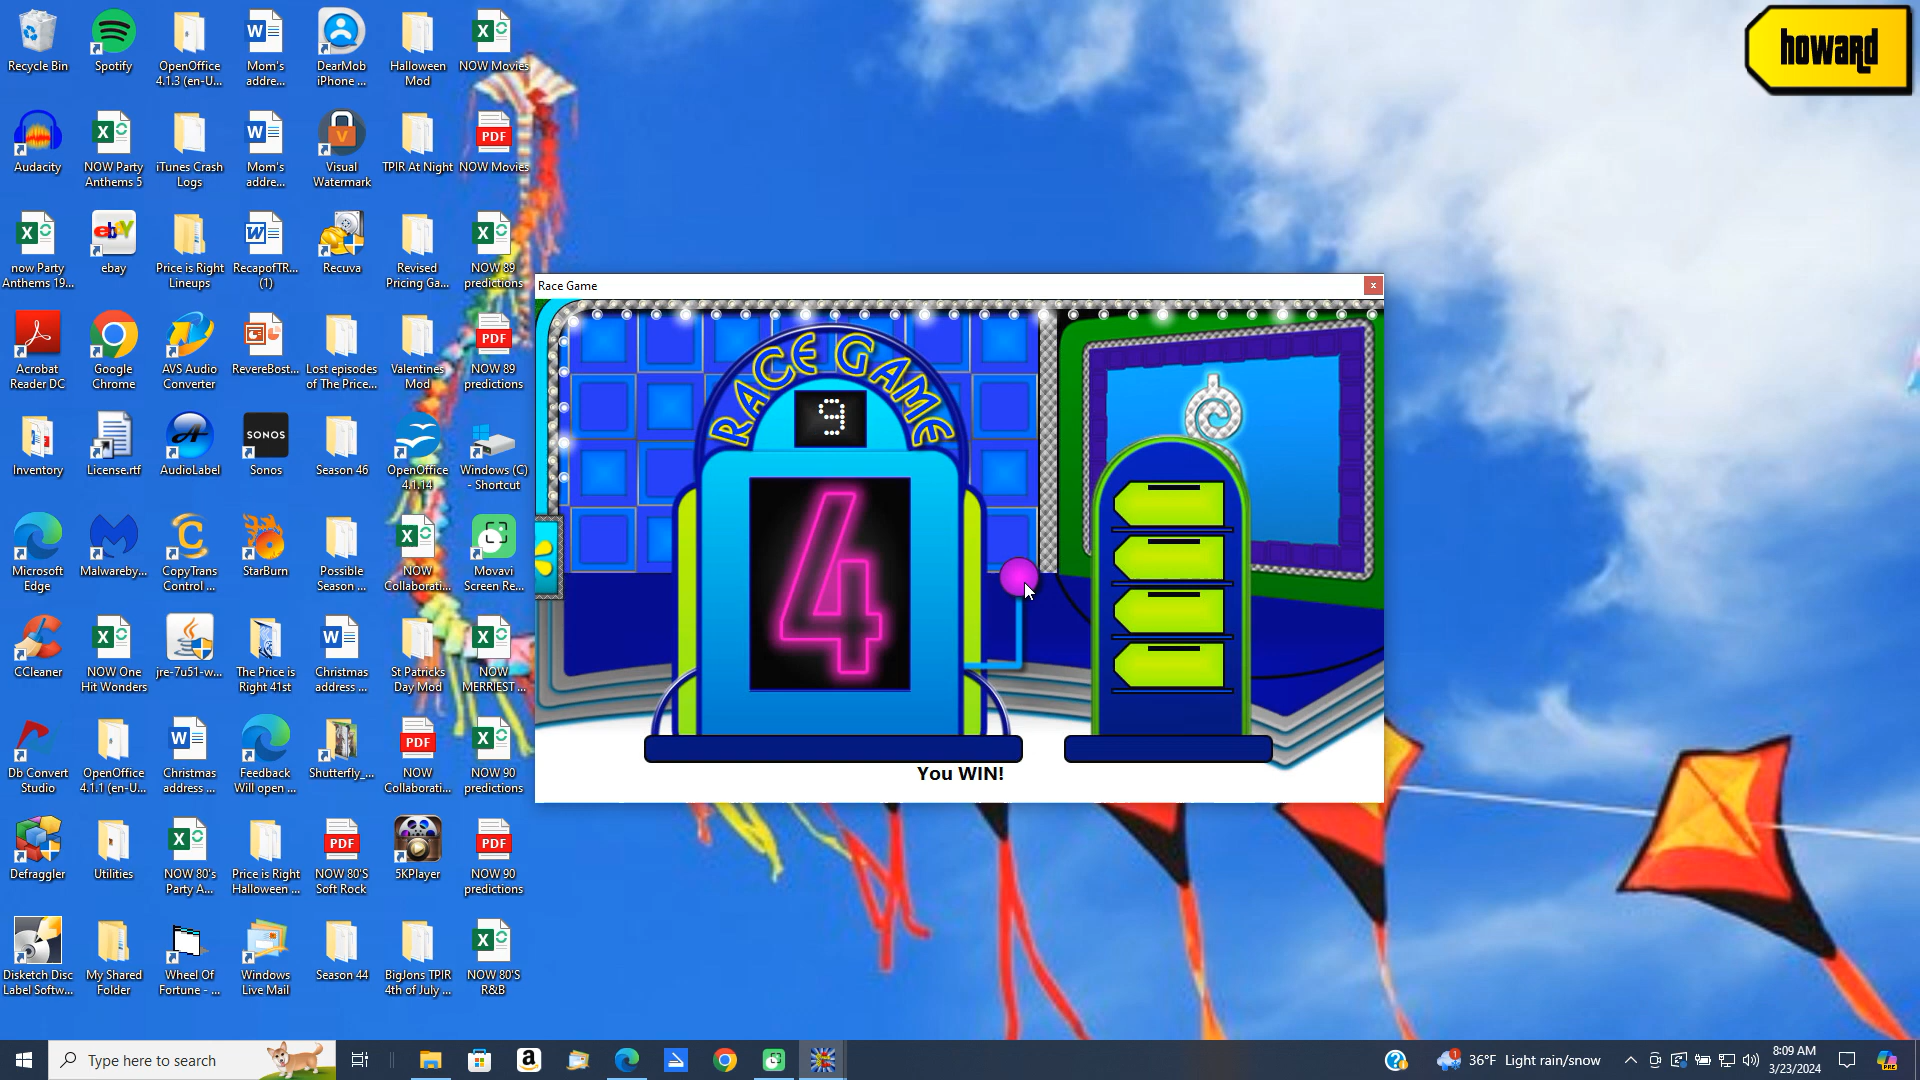 Recycle Bin
Spotify
OpenOffice
4.1.3 (en-U...
Mom's
addre...
DearMob
iPhone ...
Halloween
Mod
NOW Movies
Audacity
NOW Party
Anthems 5
iTunes Crash
Logs
Mom's
addre...
Visual
Watermark
TPIR At Night
NOW Movies
now Party
Anthems 19...
ebay
Price is Right
Lineups
RecapofTR...
(1)
Recuva
Revised
Pricing Ga...
NOW 89
predictions
Acrobat
Reader DC
Google
Chrome
AVS Audio
Converter
RevereBost...
Lost episodes
of The Price...
Valentines
Mod
NOW 89
predictions
Inventory
License.rtf
AudioLabel
SONOS
Sonos
Season 46
OpenOffice
4.1.14
Windows (C)
- Shortcut
Microsoft
Edge
Malwareby...
CopyTrans
Control ...
StarBurn
Possible
Season ...
NOW
Collaborati...
Movavi
Screen Re...
CCleaner
NOW One
Hit Wonders
jre-7u51-w...
The Price is
Right 41st
Christmas
address ...
St Patricks
Day Mod
NOW
MERRIEST ...
Db Convert
Studio
OpenOffice
4.1.1 (en-U...
Christmas
address ...
Feedback
Will open ...
Shutterfly_...
NOW
Collaborati...
NOW 90
predictions
Defraggler
Utilities
NOW 80's
Party A...
Price is Right
Halloween ...
NOW 80'S
Soft Rock
5KPlayer
NOW 90
predictions
Disketch Disc
Label Softw...
My Shared
Folder
Wheel Of
Fortune - ...
Windows
Live Mail
Season 44
BigJons TPIR
4th of July ...
NOW 80'S
R&B
howard
Race Game
RACE GAME
9
4
You WIN!
Type here to search
36°F Light rain/snow
8:09 AM
3/23/2024